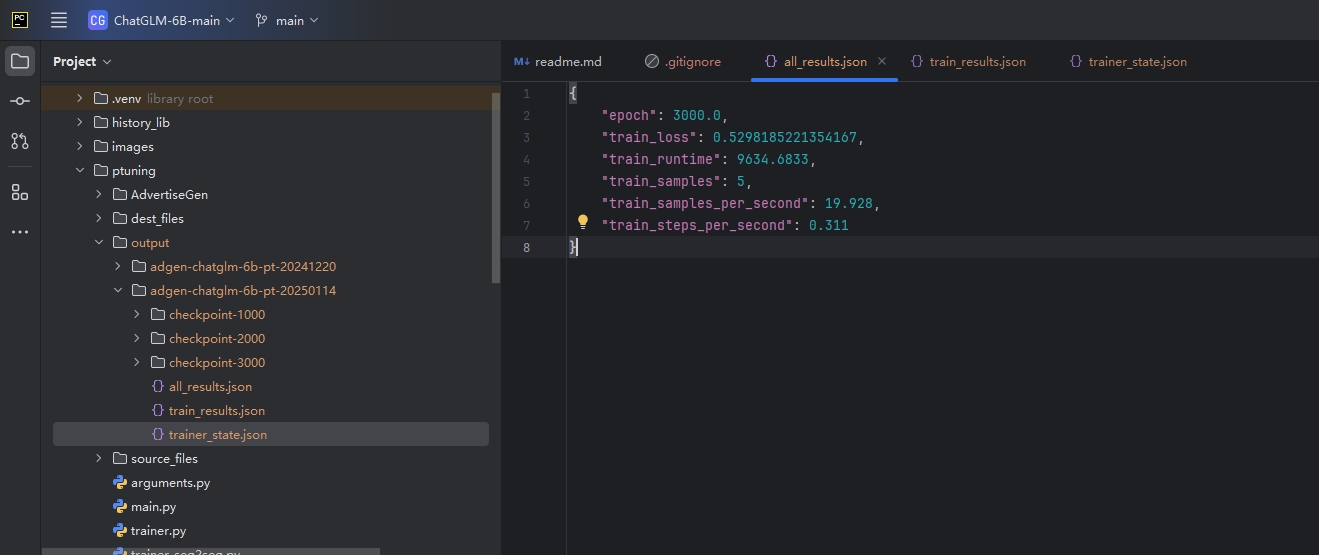 PC
CG ChatGLM-6B-main main
Project
.venv library root
history_lib
images
ptuning
AdvertiseGen
dest_files
output
adgen-chatglm-6b-pt-20241220
adgen-chatglm-6b-pt-20250114
checkpoint-1000
checkpoint-2000
checkpoint-3000
{} all_results.json
{} train_results.json
{} trainer_state.json
source_files
arguments.py
main.py
trainer.py
trainer_seq2seq.py
M↓ readme.md .gitignore {} all_results.json × {} train_results.json {} trainer_state.json
1 {
2 "epoch": 3000.0,
3 "train_loss": 0.5298185221354167,
4 "train_runtime": 9634.6833,
5 "train_samples": 5,
6 "train_samples_per_second": 19.928,
7 "train_steps_per_second": 0.311
8 }